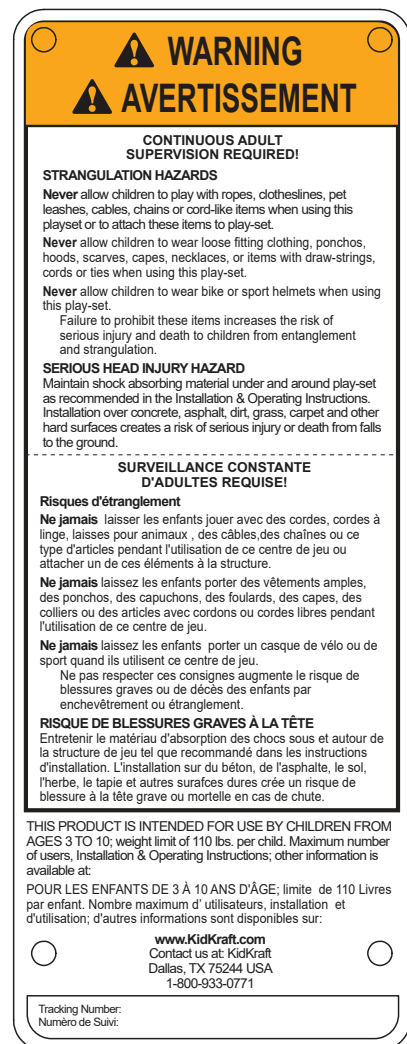 WARNING
AVERTISSEMENT
CONTINUOUS ADULT
SUPERVISION REQUIRED!
STRANGULATION HAZARDS
Never allow children to play with ropes, clotheslines, pet
leashes, cables, chains or cord-like items when using this
playset or to attach these items to play-set.
Never allow children to wear loose fitting clothing, ponchos,
hoods, scarves, capes, necklaces, or items with draw-strings,
cords or ties when using this play-set.
Never allow children to wear bike or sport helmets when using
this play-set.
Failure to prohibit these items increases the risk of
serious injury and death to children from entanglement
and strangulation.
SERIOUS HEAD INJURY HAZARD
Maintain shock absorbing material under and around play-set
as recommended in the Installation & Operating Instructions.
Installation over concrete, asphalt, dirt, grass, carpet and other
hard surfaces creates a risk of serious injury or death from falls
to the ground.
SURVEILLANCE CONSTANTE
D'ADULTES REQUISE!
Risques d'étranglement
Ne jamais laisser les enfants jouer avec des cordes, cordes à
linge, laisses pour animaux , des câbles,des chaînes ou ce
type d'articles pendant l'utilisation de ce centre de jeu ou
attacher un de ces éléments à la structure.
Ne jamais laissez les enfants porter des vêtements amples,
des ponchos, des capuchons, des foulards, des capes, des
colliers ou des articles avec cordons ou cordes libres pendant
l'utilisation de ce centre de jeu.
Ne jamais laissez les enfants porter un casque de vélo ou de
sport quand ils utilisent ce centre de jeu.
Ne pas respecter ces consignes augmente le risque de
blessures graves ou de décès des enfants par
enchevêtrement ou étranglement.
RISQUE DE BLESSURES GRAVES À LA TÊTE
Entretenir le matériau d'absorption des chocs sous et autour de
la structure de jeu tel que recommandé dans les instructions
d'installation. L'installation sur du béton, de l'asphalte, le sol,
l'herbe, le tapie et autres surafces dures crée un risque de
blessure à la tête grave ou mortelle en cas de chute.
THIS PRODUCT IS INTENDED FOR USE BY CHILDREN FROM
AGES 3 TO 10; weight limit of 110 lbs. per child. Maximum number
of users, Installation & Operating Instructions; other information is
available at:
POUR LES ENFANTS DE 3 À 10 ANS D'ÂGE; limite de 110 Livres
par enfant. Nombre maximum d' utilisateurs, installation et
d'utilisation; d'autres informations sont disponibles sur:
www.KidKraft.com
Contact us at: KidKraft
Dallas, TX 75244 USA
1-800-933-0771
Tracking Number:
Numèro de Suivi: